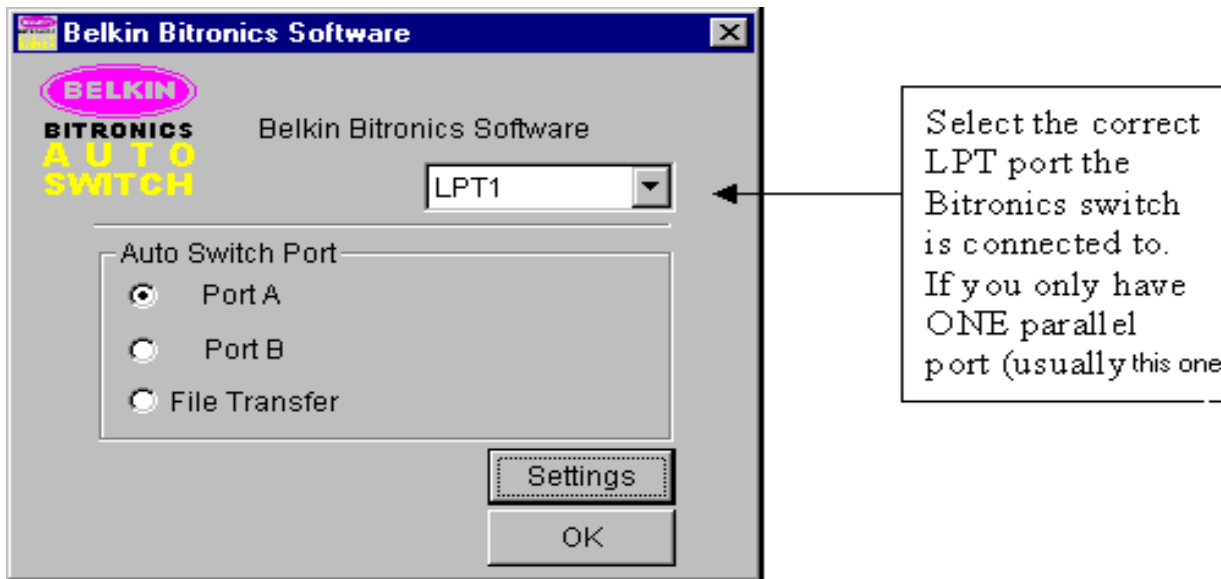 Belkin Bitronics Software
BELKIN
BITRONICS
AUTO
SWITCH
Belkin Bitronics Software
LPT1
Auto Switch Port
Port A
Port B
File Transfer
Settings
OK
Select the correct
LPT port the
Bitronics switch
is connected to.
If you only have
ONE parallel
port (usually this one